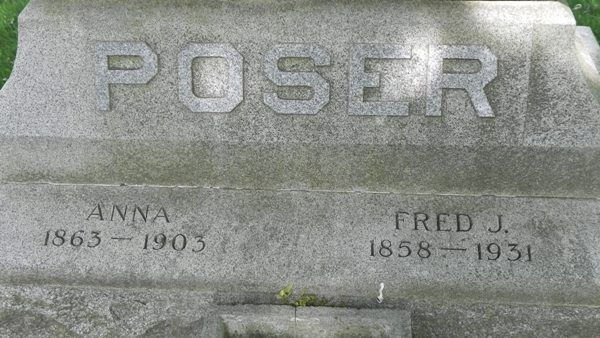 POSER
ANNA
1863 — 1903
FRED J.
1858 — 1931